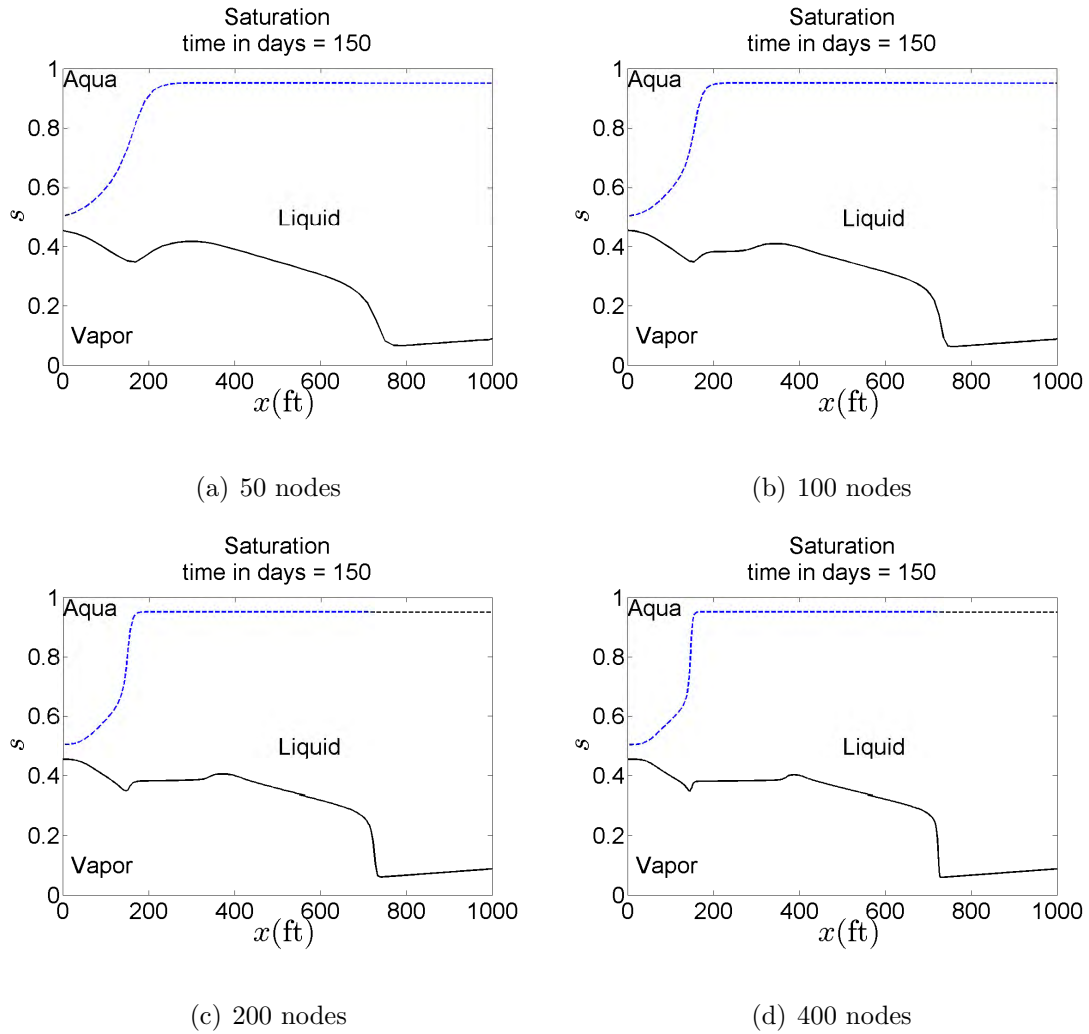 Saturation
time in days = 150
1
Aqua
0.8
0.6
s
Liquid
0.4
0.2
Vapor
0
0 200 400 600 800 1000
x(ft)
(a) 50 nodes
Saturation
time in days = 150
1
Aqua
0.8
0.6
s
Liquid
0.4
0.2
Vapor
0
0 200 400 600 800 1000
x(ft)
(b) 100 nodes
Saturation
time in days = 150
1
Aqua
0.8
0.6
s
Liquid
0.4
0.2
Vapor
0
0 200 400 600 800 1000
x(ft)
(c) 200 nodes
Saturation
time in days = 150
1
Aqua
0.8
0.6
s
Liquid
0.4
0.2
Vapor
0
0 200 400 600 800 1000
x(ft)
(d) 400 nodes